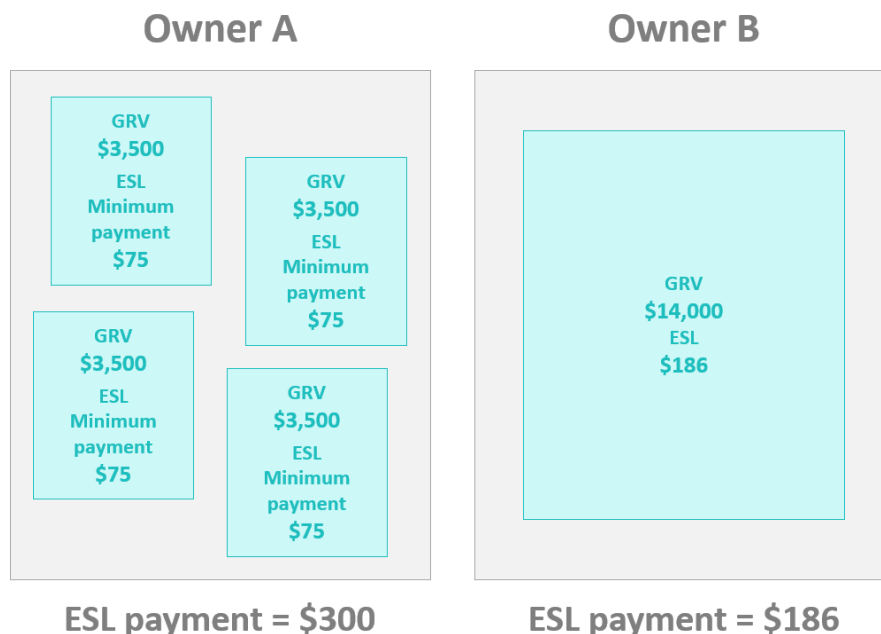 Owner A
GRV
$3,500
ESL
Minimum
payment
$75
GRV
$3,500
ESL
Minimum
payment
$75
GRV
$3,500
ESL
Minimum
payment
$75
GRV
$3,500
ESL
Minimum
payment
$75
ESL payment = $300
Owner B
GRV
$14,000
ESL
$186
ESL payment = $186